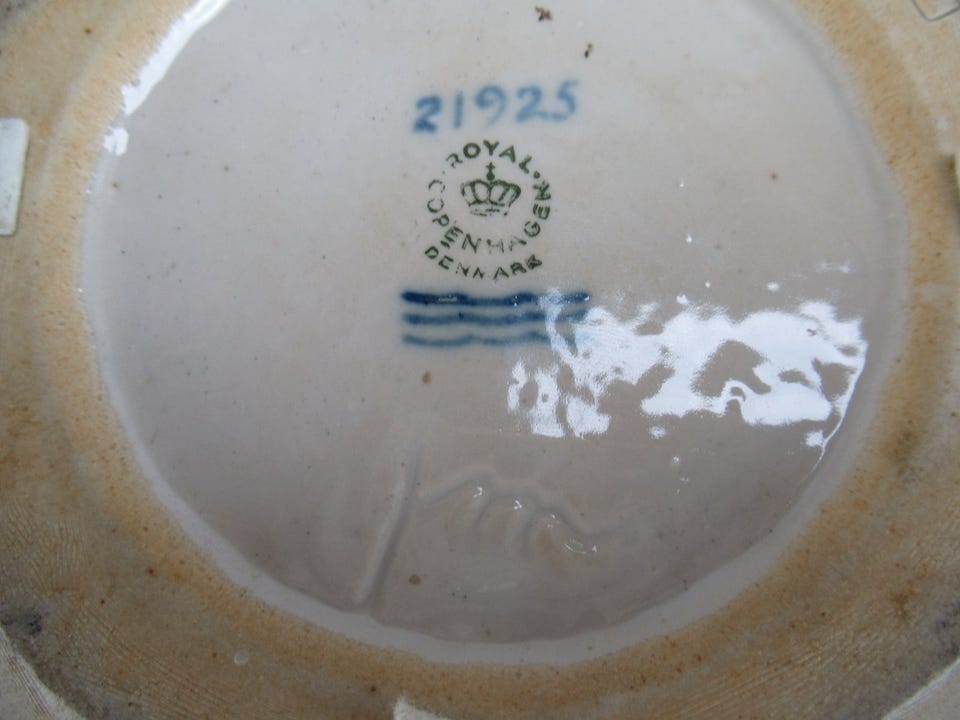 21925
ROYAL
COPENHAGEN
DENMARK